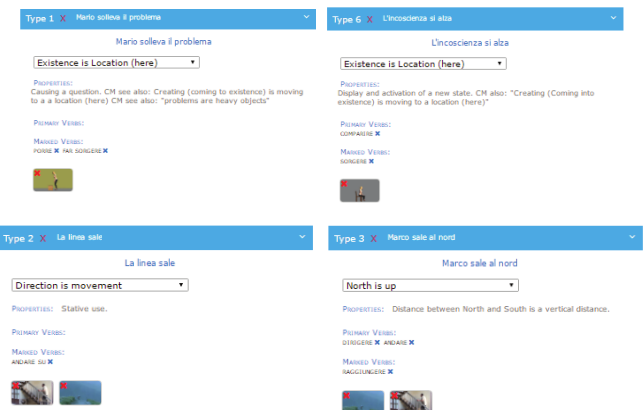 Type 1 X Mario solleva il problema
Mario solleva il problema
Existence is Location (here)
PROPERTIES:
Causing a question. CM see also: Creating (coming to existence) is moving
to a a location (here) CM see also: "problems are heavy objects"
PRIMARY VERBS:
MARKED VERBS:
PORRE ✖ FAR SORGERE ✖
Type 6 X L'incoscienza si alza
L'incoscienza si alza
Existence is Location (here)
PROPERTIES:
Display and activation of a new state. CM also: "Creating (Coming into
existence) is moving to a location (here)"
PRIMARY VERBS:
COMPARIRE ✖
MARKED VERBS:
SORGERE ✖
Type 2 X La linea sale
La linea sale
Direction is movement
PROPERTIES: Stative use.
PRIMARY VERBS:
MARKED VERBS:
ANDARE SU ✖
Type 3 X Marco sale al nord
Marco sale al nord
North is up
PROPERTIES: Distance between North and South is a vertical distance.
PRIMARY VERBS:
DIRIGERE ✖ ANDARE ✖
MARKED VERBS:
RAGGIUNGERE ✖